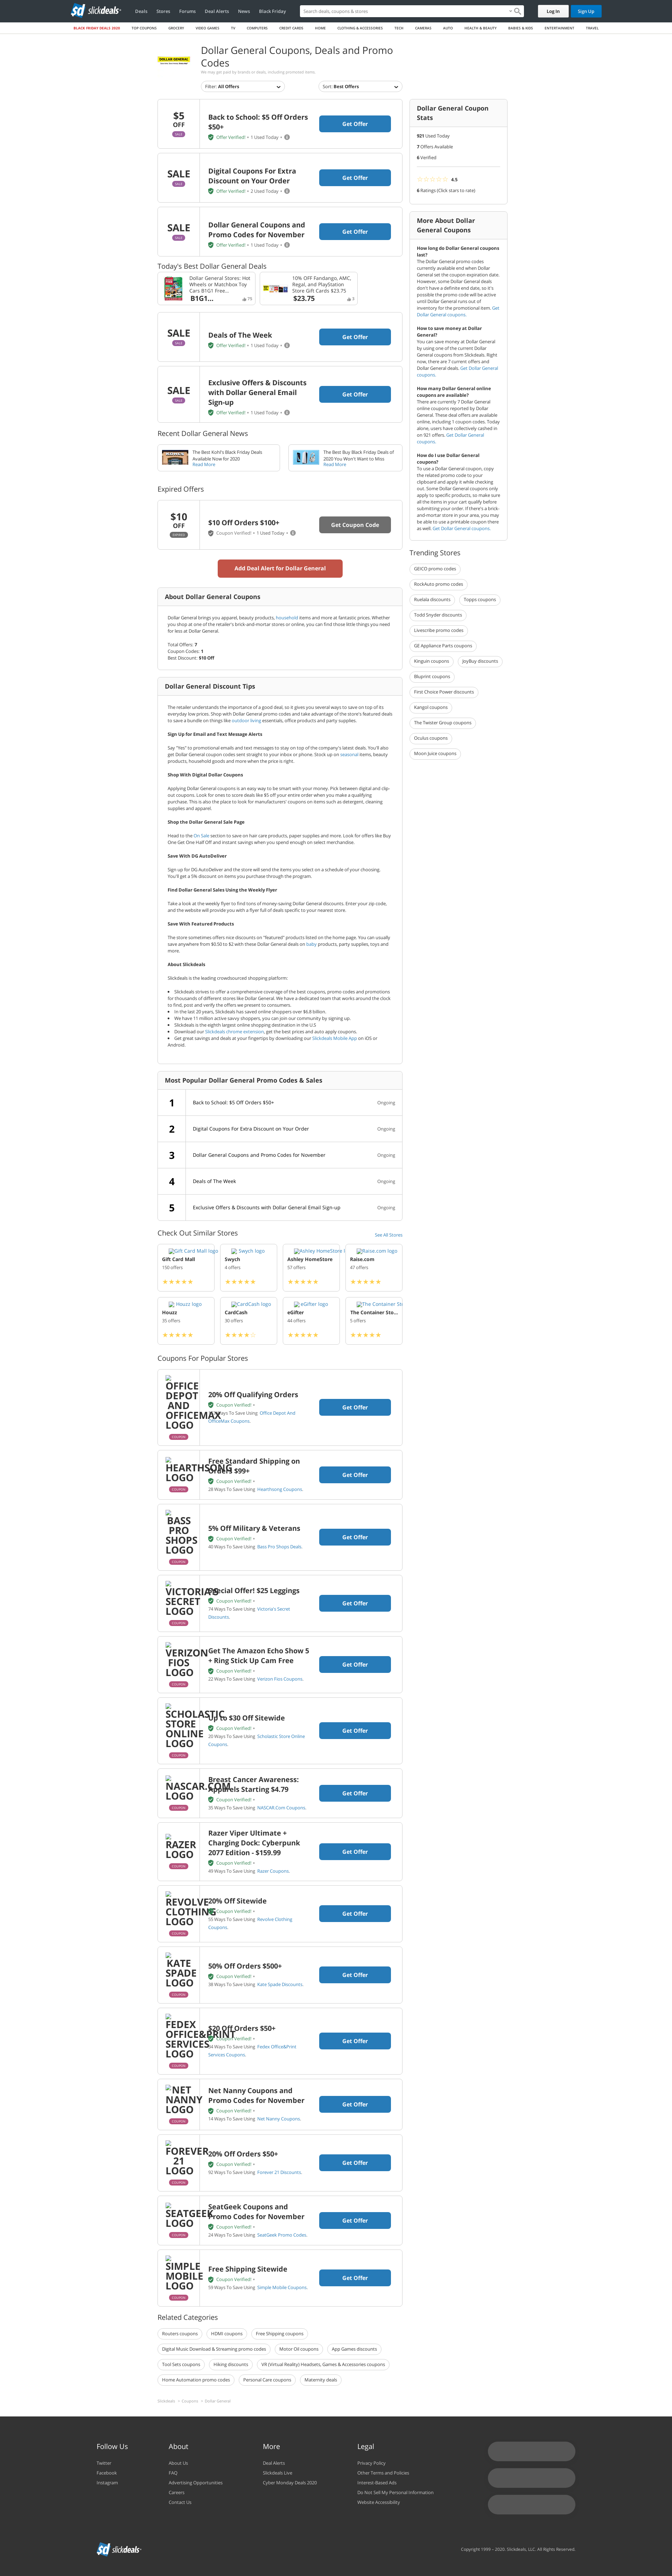 sd slickdeals
Deals Stores Forums Deal Alerts News Black Friday
Search deals, coupons & stores
Log In Sign Up
BLACK FRIDAY DEALS 2020 TOP COUPONS GROCERY VIDEO GAMES TV COMPUTERS CREDIT CARDS HOME CLOTHING & ACCESSORIES TECH CAMERAS AUTO HEALTH & BEAUTY BABIES & KIDS ENTERTAINMENT TRAVEL
DOLLAR GENERAL
Dollar General Coupons, Deals and Promo Codes
We may get paid by brands or deals, including promoted items.
Filter: All Offers
Sort: Best Offers
$5
OFF
SALE
Back to School: $5 Off Orders $50+
Offer Verified! • 1 Used Today •
Get Offer
SALE
SALE
Digital Coupons For Extra Discount on Your Order
Offer Verified! • 2 Used Today •
Get Offer
SALE
SALE
Dollar General Coupons and Promo Codes for November
Offer Verified! • 1 Used Today •
Get Offer
Today's Best Dollar General Deals
Dollar General Stores: Hot Wheels or Matchbox Toy Cars B1G1 Free...
B1G1...
10% OFF Fandango, AMC, Regal, and PlayStation Store Gift Cards $23.75
$23.75
SALE
SALE
Deals of The Week
Offer Verified! • 1 Used Today •
Get Offer
SALE
SALE
Exclusive Offers & Discounts with Dollar General Email Sign-up
Offer Verified! • 1 Used Today •
Get Offer
Recent Dollar General News
The Best Kohl's Black Friday Deals Available Now for 2020
Read More
The Best Buy Black Friday Deals of 2020 You Won't Want to Miss
Read More
Expired Offers
$10
OFF
EXPIRED
$10 Off Orders $100+
Coupon Verified! • 1 Used Today •
Get Coupon Code
Add Deal Alert for Dollar General
About Dollar General Coupons
Dollar General brings you apparel, beauty products, household items and more at fantastic prices. Whether you shop at one of the retailer's brick-and-mortar stores or online, you can find those little things you need for less at Dollar General.
Total Offers: 7
Coupon Codes: 1
Best Discount: $10 Off
Dollar General Discount Tips
The retailer understands the importance of a good deal, so it gives you several ways to save on tons of its everyday products. Shop with Dollar General promo codes and take advantage of the store's featured deals to save a bundle on things like outdoor living essentials, office products and party supplies.
Sign Up for Email and Text Message Alerts
Say "Yes" to promotional emails and text messages to stay on top of the company's latest deals. You'll also get Dollar General coupon codes sent straight to your inbox or phone. Stock up on seasonal items, beauty products, household goods and more when the price is right.
Shop With Digital Dollar Coupons
Applying Dollar General coupons is an easy way to be smart with your money. Pick between digital and clip-out coupons. Look for ones to score deals like $5 off your entire order when you make a qualifying purchase. This is also the place to look for manufacturers' coupons on items such as detergent, cleaning supplies and apparel.
Shop the Dollar General Sale Page
Head to the On Sale section to save on hair care products, paper supplies and more. Look for offers like Buy One Get One Half Off and instant savings when you spend enough on select merchandise.
Save With DG AutoDeliver
Sign up for DG AutoDeliver and the store will send the items you select on a schedule of your choosing. You'll get a 5% discount on items you purchase through the program.
Find Dollar General Sales Using the Weekly Flyer
Take a look at the weekly flyer to find tons of money-saving Dollar General discounts. Enter your zip code, and the website will provide you with a flyer full of deals specific to your nearest store.
Save With Featured Products
The store sometimes offers nice discounts on "featured" products listed on the home page. You can usually save anywhere from $0.50 to $2 with these Dollar General deals on baby products, party supplies, toys and more.
About Slickdeals
Slickdeals is the leading crowdsourced shopping platform:
• Slickdeals strives to offer a comprehensive coverage of the best coupons, promo codes and promotions for thousands of different stores like Dollar General. We have a dedicated team that works around the clock to find, post and verify the offers we present to consumers.
• In the last 20 years, Slickdeals has saved online shoppers over $6.8 billion.
• We have 11 million active savvy shoppers, you can join our community by signing up.
• Slickdeals is the eighth largest online shopping destination in the U.S
• Download our Slickdeals chrome extension, get the best prices and auto apply coupons.
• Get great savings and deals at your fingertips by downloading our Slickdeals Mobile App on iOS or Android.
Most Popular Dollar General Promo Codes & Sales
1 Back to School: $5 Off Orders $50+ Ongoing
2 Digital Coupons For Extra Discount on Your Order Ongoing
3 Dollar General Coupons and Promo Codes for November Ongoing
4 Deals of The Week Ongoing
5 Exclusive Offers & Discounts with Dollar General Email Sign-up Ongoing
Check Out Similar Stores
See All Stores
Gift Card Mall logo
Gift Card Mall
130 offers
Swych logo
Swych
4 offers
Ashley HomeStore l
Ashley HomeStore
57 offers
Raise.com logo
Raise.com
47 offers
Houzz logo
Houzz
35 offers
CardCash logo
CardCash
30 offers
eGifter logo
eGifter
44 offers
The Container Sto
The Container Sto...
5 offers
Coupons For Popular Stores
OFFICE DEPOT AND OFFICEMAX LOGO
COUPON
20% Off Qualifying Orders
Coupon Verified! •
Ways To Save Using Office Depot And OfficeMax Coupons.
Get Offer
HEARTHSONG LOGO
COUPON
Free Standard Shipping on Orders $99+
Coupon Verified! •
28 Ways To Save Using Hearthsong Coupons.
Get Offer
BASS PRO SHOPS LOGO
COUPON
5% Off Military & Veterans
Coupon Verified! •
40 Ways To Save Using Bass Pro Shops Deals.
Get Offer
VICTORIA'S SECRET LOGO
COUPON
Special Offer! $25 Leggings
Coupon Verified! •
74 Ways To Save Using Victoria's Secret Discounts.
Get Offer
VERIZON FIOS LOGO
COUPON
Get The Amazon Echo Show 5 + Ring Stick Up Cam Free
Coupon Verified! •
22 Ways To Save Using Verizon Fios Coupons.
Get Offer
SCHOLASTIC STORE ONLINE LOGO
COUPON
Up to $30 Off Sitewide
Coupon Verified! •
20 Ways To Save Using Scholastic Store Online Coupons.
Get Offer
NASCAR.COM LOGO
COUPON
Breast Cancer Awareness: Apparels Starting $4.79
Coupon Verified! •
35 Ways To Save Using NASCAR.Com Coupons.
Get Offer
RAZER LOGO
COUPON
Razer Viper Ultimate + Charging Dock: Cyberpunk 2077 Edition - $159.99
Coupon Verified! •
49 Ways To Save Using Razer Coupons.
Get Offer
REVOLVE CLOTHING LOGO
COUPON
20% Off Sitewide
Coupon Verified! •
55 Ways To Save Using Revolve Clothing Coupons.
Get Offer
KATE SPADE LOGO
COUPON
50% Off Orders $500+
Coupon Verified! •
38 Ways To Save Using Kate Spade Discounts.
Get Offer
FEDEX OFFICE&PRINT SERVICES LOGO
COUPON
$20 Off Orders $50+
Coupon Verified! •
34 Ways To Save Using Fedex Office&Print Services Coupons.
Get Offer
NET NANNY LOGO
COUPON
Net Nanny Coupons and Promo Codes for November
Coupon Verified! •
14 Ways To Save Using Net Nanny Coupons.
Get Offer
FOREVER 21 LOGO
COUPON
20% Off Orders $50+
Coupon Verified! •
92 Ways To Save Using Forever 21 Discounts.
Get Offer
SEATGEEK LOGO
COUPON
SeatGeek Coupons and Promo Codes for November
Coupon Verified! •
24 Ways To Save Using SeatGeek Promo Codes.
Get Offer
SIMPLE MOBILE LOGO
COUPON
Free Shipping Sitewide
Coupon Verified! •
59 Ways To Save Using Simple Mobile Coupons.
Get Offer
Related Categories
Routers coupons HDMI coupons Free Shipping coupons
Digital Music Download & Streaming promo codes Motor Oil coupons App Games discounts
Tool Sets coupons Hiking discounts VR (Virtual Reality) Headsets, Games & Accessories coupons
Home Automation promo codes Personal Care coupons Maternity deals
Slickdeals > Coupons > Dollar General
Dollar General Coupon Stats
921 Used Today
7 Offers Available
6 Verified
4.5
6 Ratings (Click stars to rate)
More About Dollar General Coupons
How long do Dollar General coupons last?
The Dollar General promo codes currently available end when Dollar General set the coupon expiration date. However, some Dollar General deals don't have a definite end date, so it's possible the promo code will be active until Dollar General runs out of inventory for the promotional item. Get Dollar General coupons.
How to save money at Dollar General?
You can save money at Dollar General by using one of the current Dollar General coupons from Slickdeals. Right now, there are 7 current offers and Dollar General deals. Get Dollar General coupons.
How many Dollar General online coupons are available?
There are currently 7 Dollar General online coupons reported by Dollar General. These deal offers available online, including 1 coupon codes. Today alone, users have collectively cashed in on 921 offers. Get Dollar General coupons.
How do I use Dollar General coupons?
To use a Dollar General coupon, copy the related promo code to your clipboard and apply it while checking out. Some Dollar General coupons only apply to specific products, so make sure all the items in your cart qualify before submitting your order. If there's a brick-and-mortar store in your area, you may be able to use a printable coupon there as well. Get Dollar General coupons.
Trending Stores
GEICO promo codes
RockAuto promo codes
Ruelala discounts Topps coupons
Todd Snyder discounts
Livescribe promo codes
GE Appliance Parts coupons
Kinguin coupons JoyBuy discounts
Bluprint coupons
First Choice Power discounts
Kangol coupons
The Twister Group coupons
Oculus coupons
Moon Juice coupons
Follow Us
Twitter
Facebook
Instagram
About
About Us
FAQ
Advertising Opportunities
Careers
Contact Us
More
Deal Alerts
Slickdeals Live
Cyber Monday Deals 2020
Legal
Privacy Policy
Other Terms and Policies
Interest-Based Ads
Do Not Sell My Personal Information
Website Accessibility
sd slickdeals
Copyright 1999 - 2020. Slickdeals, LLC. All Rights Reserved.